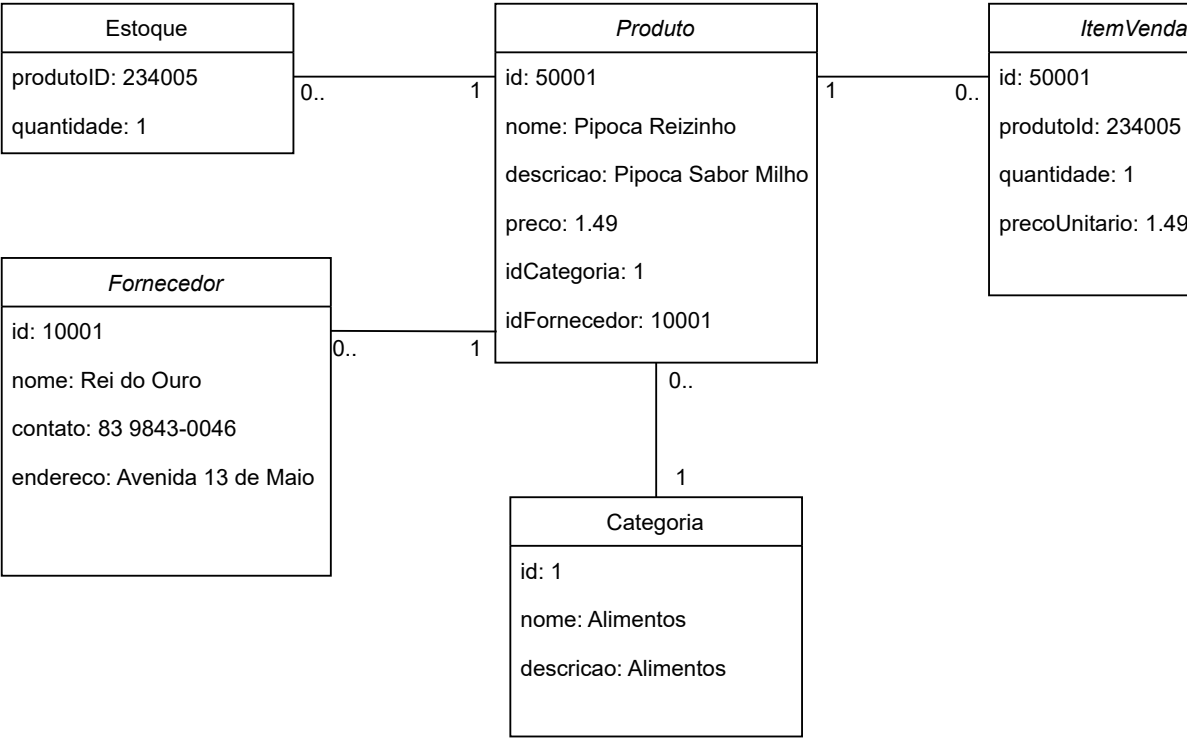 Estoque
produtoID: 234005
quantidade: 1
0..
1
Produto
id: 50001
nome: Pipoca Reizinho
descricao: Pipoca Sabor Milho
preco: 1.49
idCategoria: 1
idFornecedor: 10001
1
0..
ItemVenda
id: 50001
produtoId: 234005
quantidade: 1
precoUnitario: 1.49
Fornecedor
id: 10001
nome: Rei do Ouro
contato: 83 9843-0046
endereco: Avenida 13 de Maio
0..
1
0..
1
Categoria
id: 1
nome: Alimentos
descricao: Alimentos